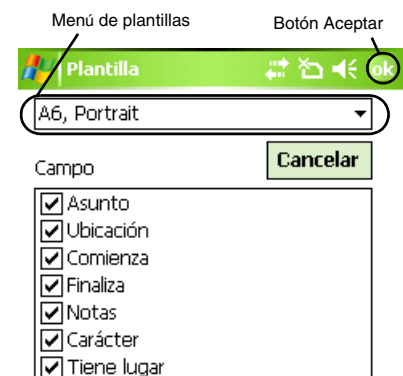 Menú de plantillas
Botón Aceptar
Plantilla
ok
A6, Portrait
Campo
Cancelar
Asunto
Ubicación
Comienza
Finaliza
Notas
Carácter
Tiene lugar